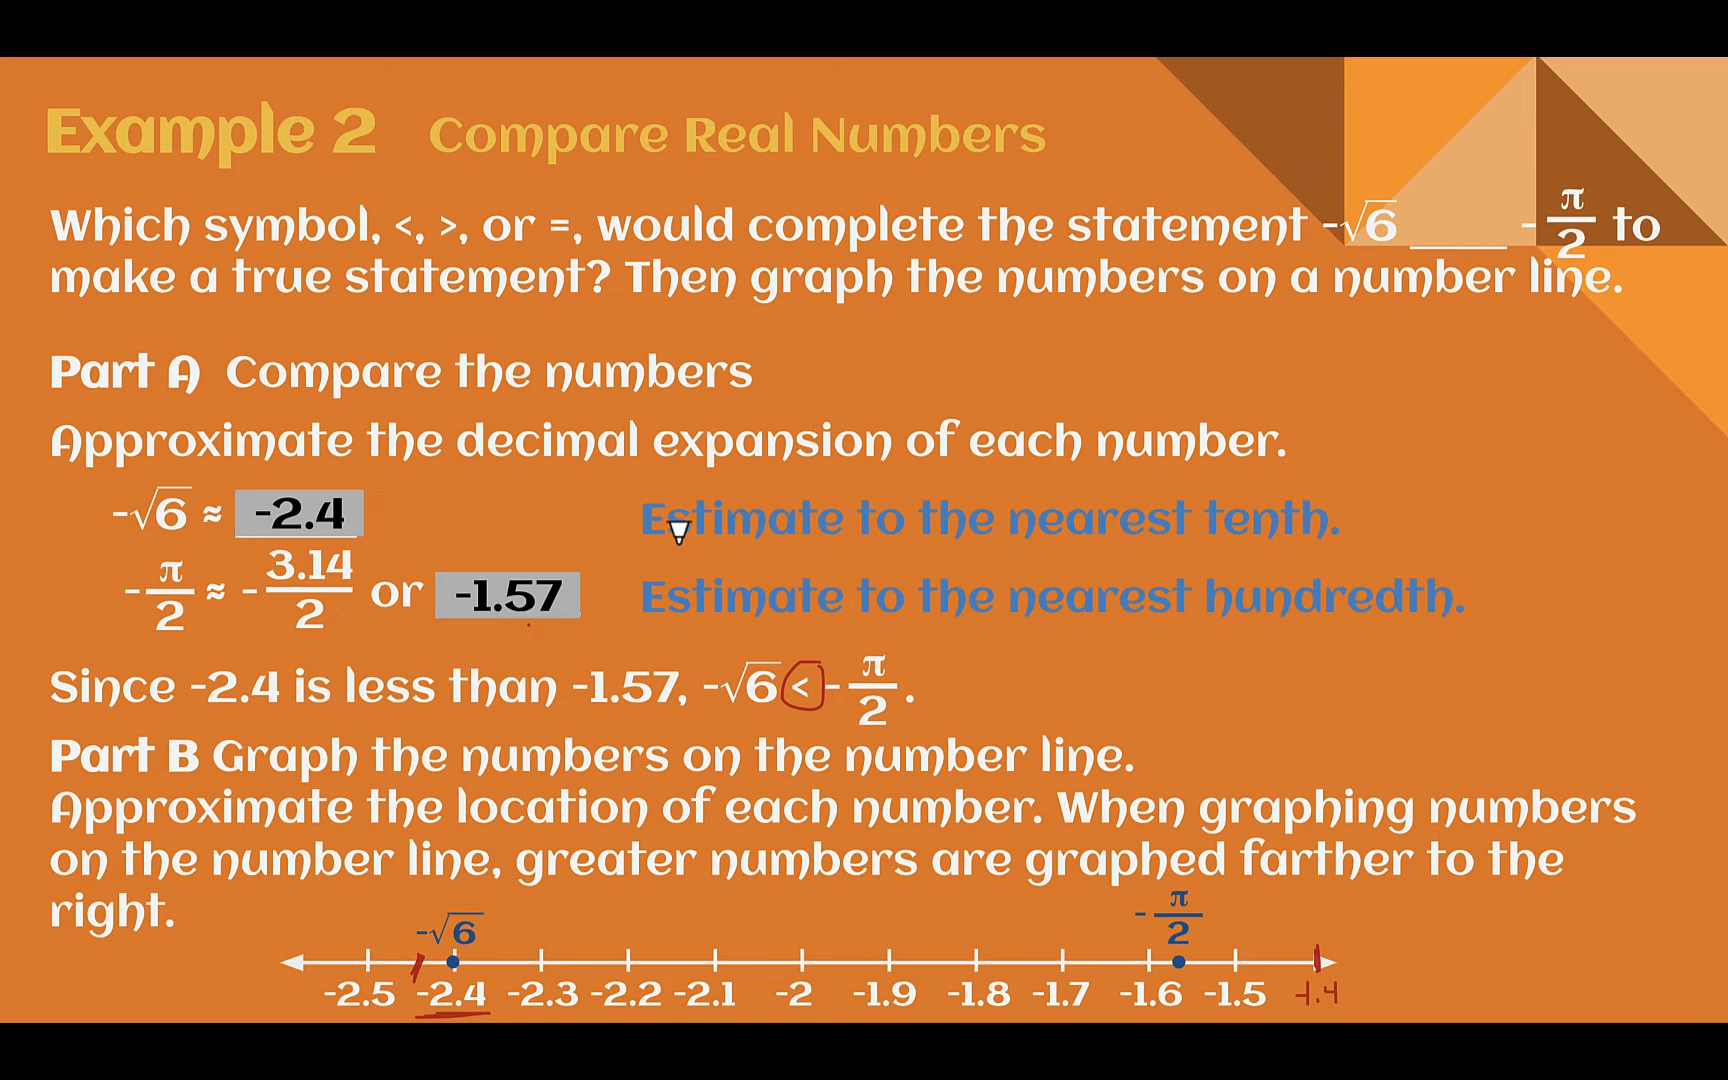 Example 2 Compare Real Numbers
Which symbol, <, >, or =, would complete the statement -√6 ____ -π/2 to
make a true statement? Then graph the numbers on a number line.
Part A Compare the numbers
Approximate the decimal expansion of each number.
-√6 ≈ -2.4 Estimate to the nearest tenth.
-π/2 ≈ -3.14/2 or -1.57 Estimate to the nearest hundredth.
Since -2.4 is less than -1.57, -√6 < -π/2.
Part B Graph the numbers on the number line.
Approximate the location of each number. When graphing numbers
on the number line, greater numbers are graphed farther to the
right.
-√6 -π/2
-2.5 -2.4 -2.3 -2.2 -2.1 -2 -1.9 -1.8 -1.7 -1.6 -1.5 -1.4